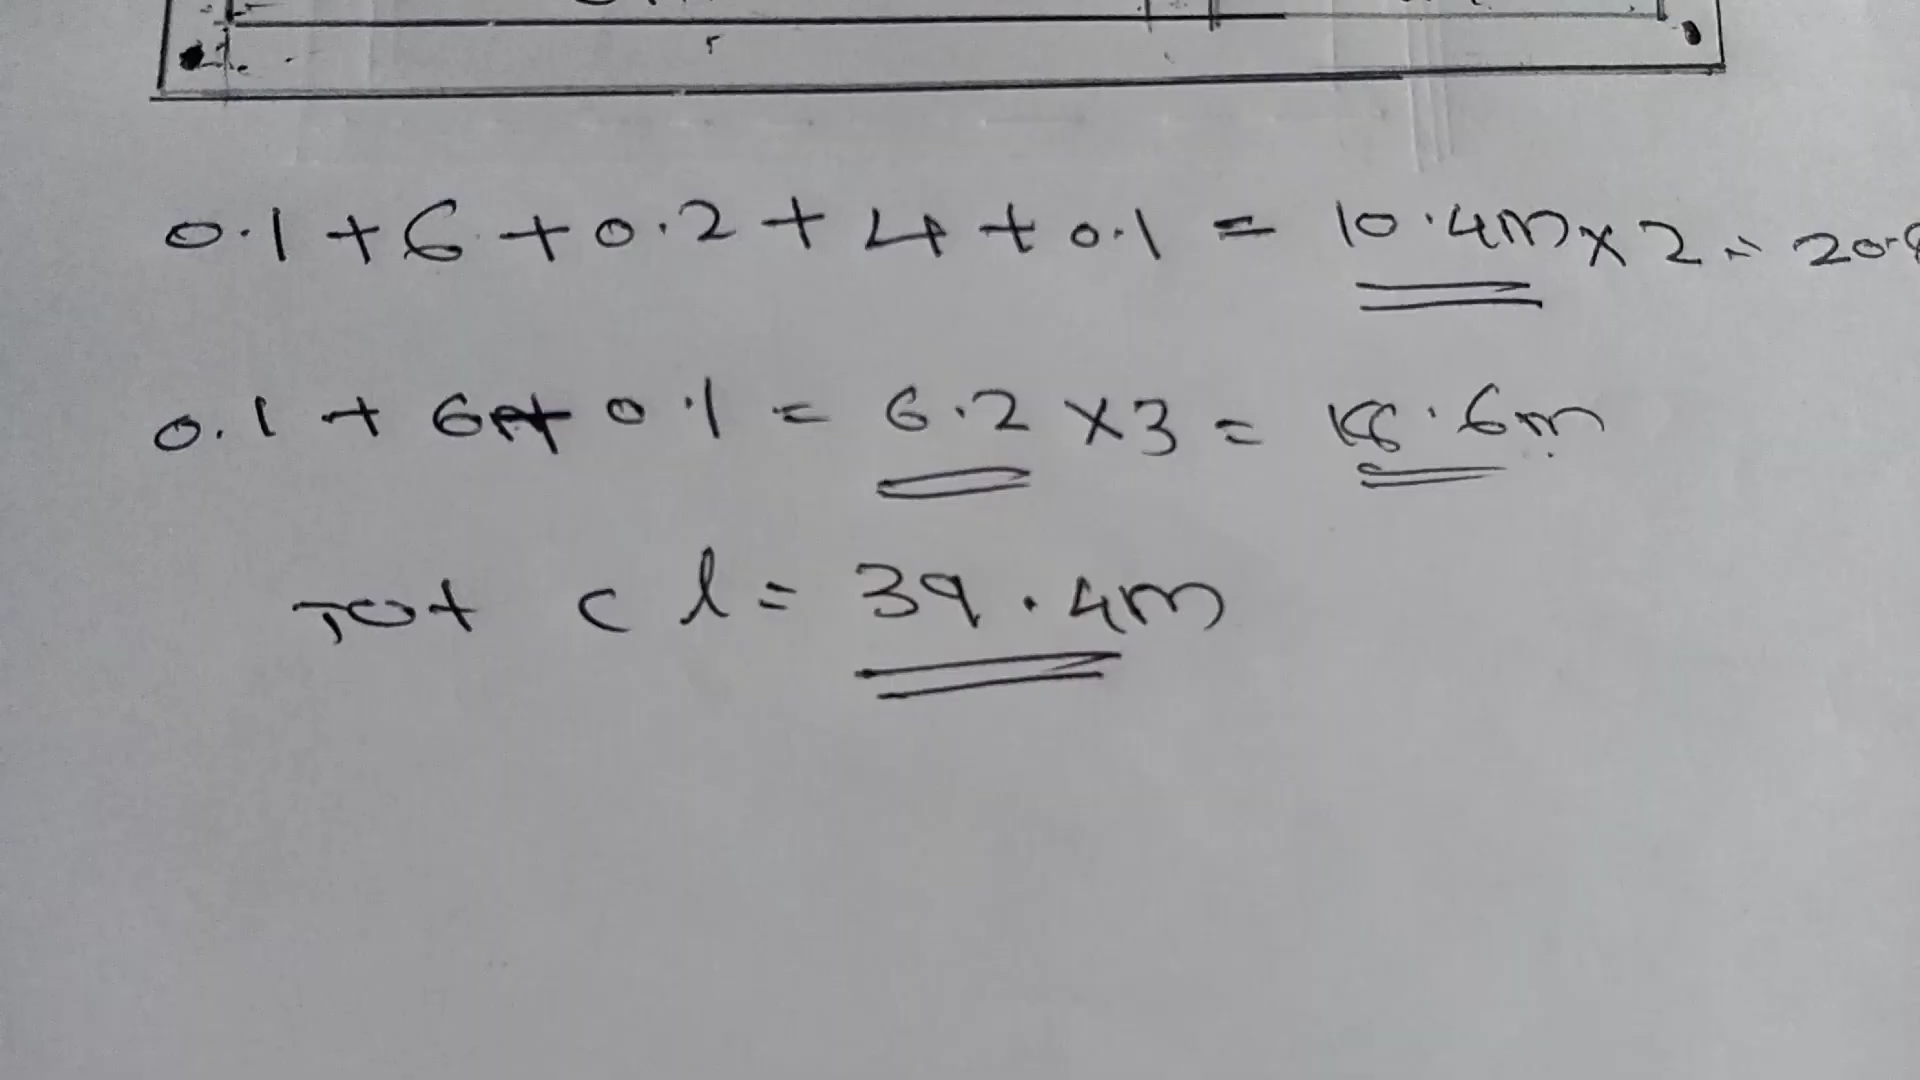 0.1 + 6 + 0.2 + 4 + 0.1 = 10.4m x 2 = 20.8
0.1 + 6 + 0.1 = 6.2 x 3 = 18.6m
Tot c l = 39.4m